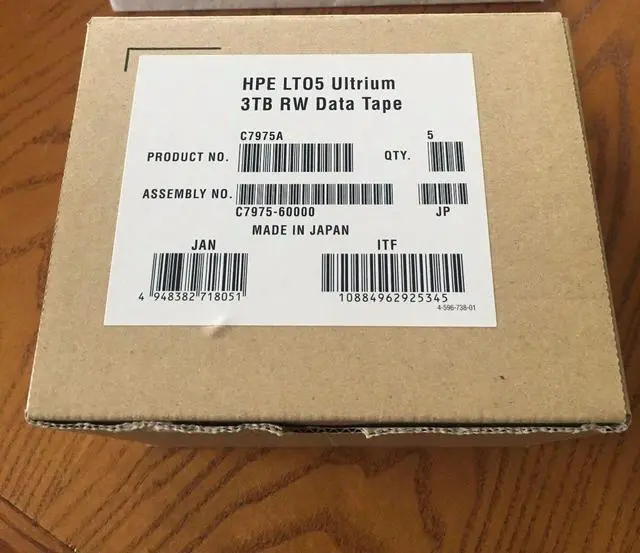 HPE LTO5 Ultrium
3TB RW Data Tape
C7975A 5
PRODUCT NO. QTY.
ASSEMBLY NO.
C7975-60000 JP
MADE IN JAPAN
JAN ITF
4 948382 718051 10884962925345
4-596-738-01